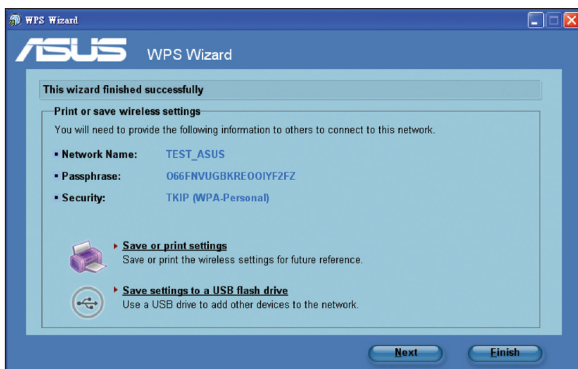 WPS Wizard
ASUS WPS Wizard
This wizard finished successfully
Print or save wireless settings
You will need to provide the following information to others to connect to this network.
▪ Network Name: TEST_ASUS
▪ Passphrase: O66FNVUGBKREOOIYF2FZ
▪ Security: TKIP (WPA-Personal)
Save or print settings
Save or print the wireless settings for future reference.
Save settings to a USB flash drive
Use a USB drive to add other devices to the network.
Next Finish